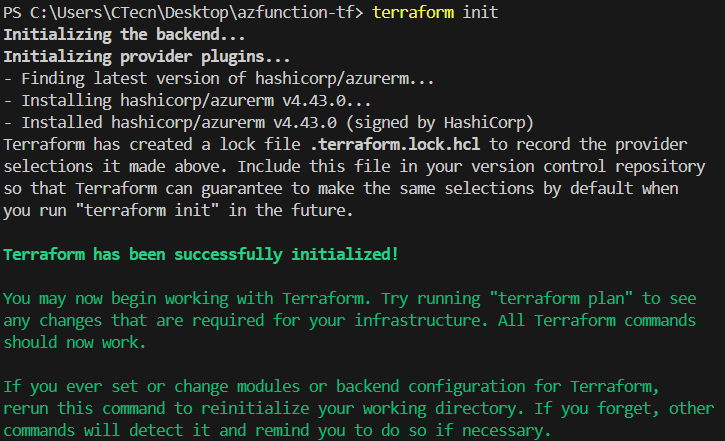 PS C:\Users\CTecn\Desktop\azfunction-tf> terraform init
Initializing the backend...
Initializing provider plugins...
- Finding latest version of hashicorp/azurerm...
- Installing hashicorp/azurerm v4.43.0...
- Installed hashicorp/azurerm v4.43.0 (signed by HashiCorp)
Terraform has created a lock file .terraform.lock.hcl to record the provider
selections it made above. Include this file in your version control repository
so that Terraform can guarantee to make the same selections by default when
you run "terraform init" in the future.
Terraform has been successfully initialized!
You may now begin working with Terraform. Try running "terraform plan" to see
any changes that are required for your infrastructure. All Terraform commands
should now work.
If you ever set or change modules or backend configuration for Terraform,
rerun this command to reinitialize your working directory. If you forget, other
commands will detect it and remind you to do so if necessary.